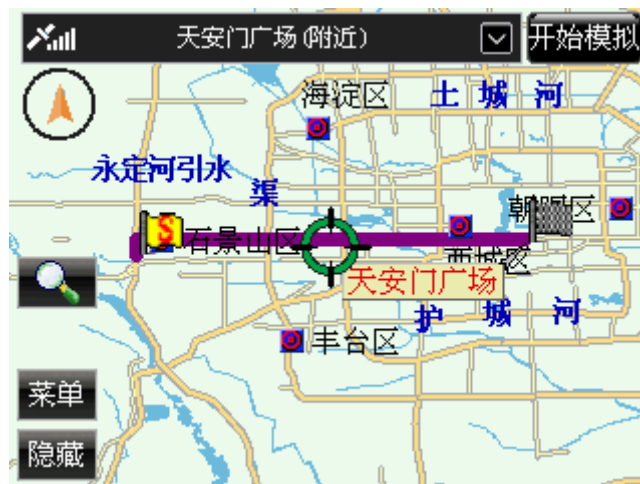 天安门广场(附近)
开始模拟
海淀区
土城河
永定河引水渠
朝阳区
S
石景山区
西城区
天安门广场
护城河
丰台区
菜单
隐藏